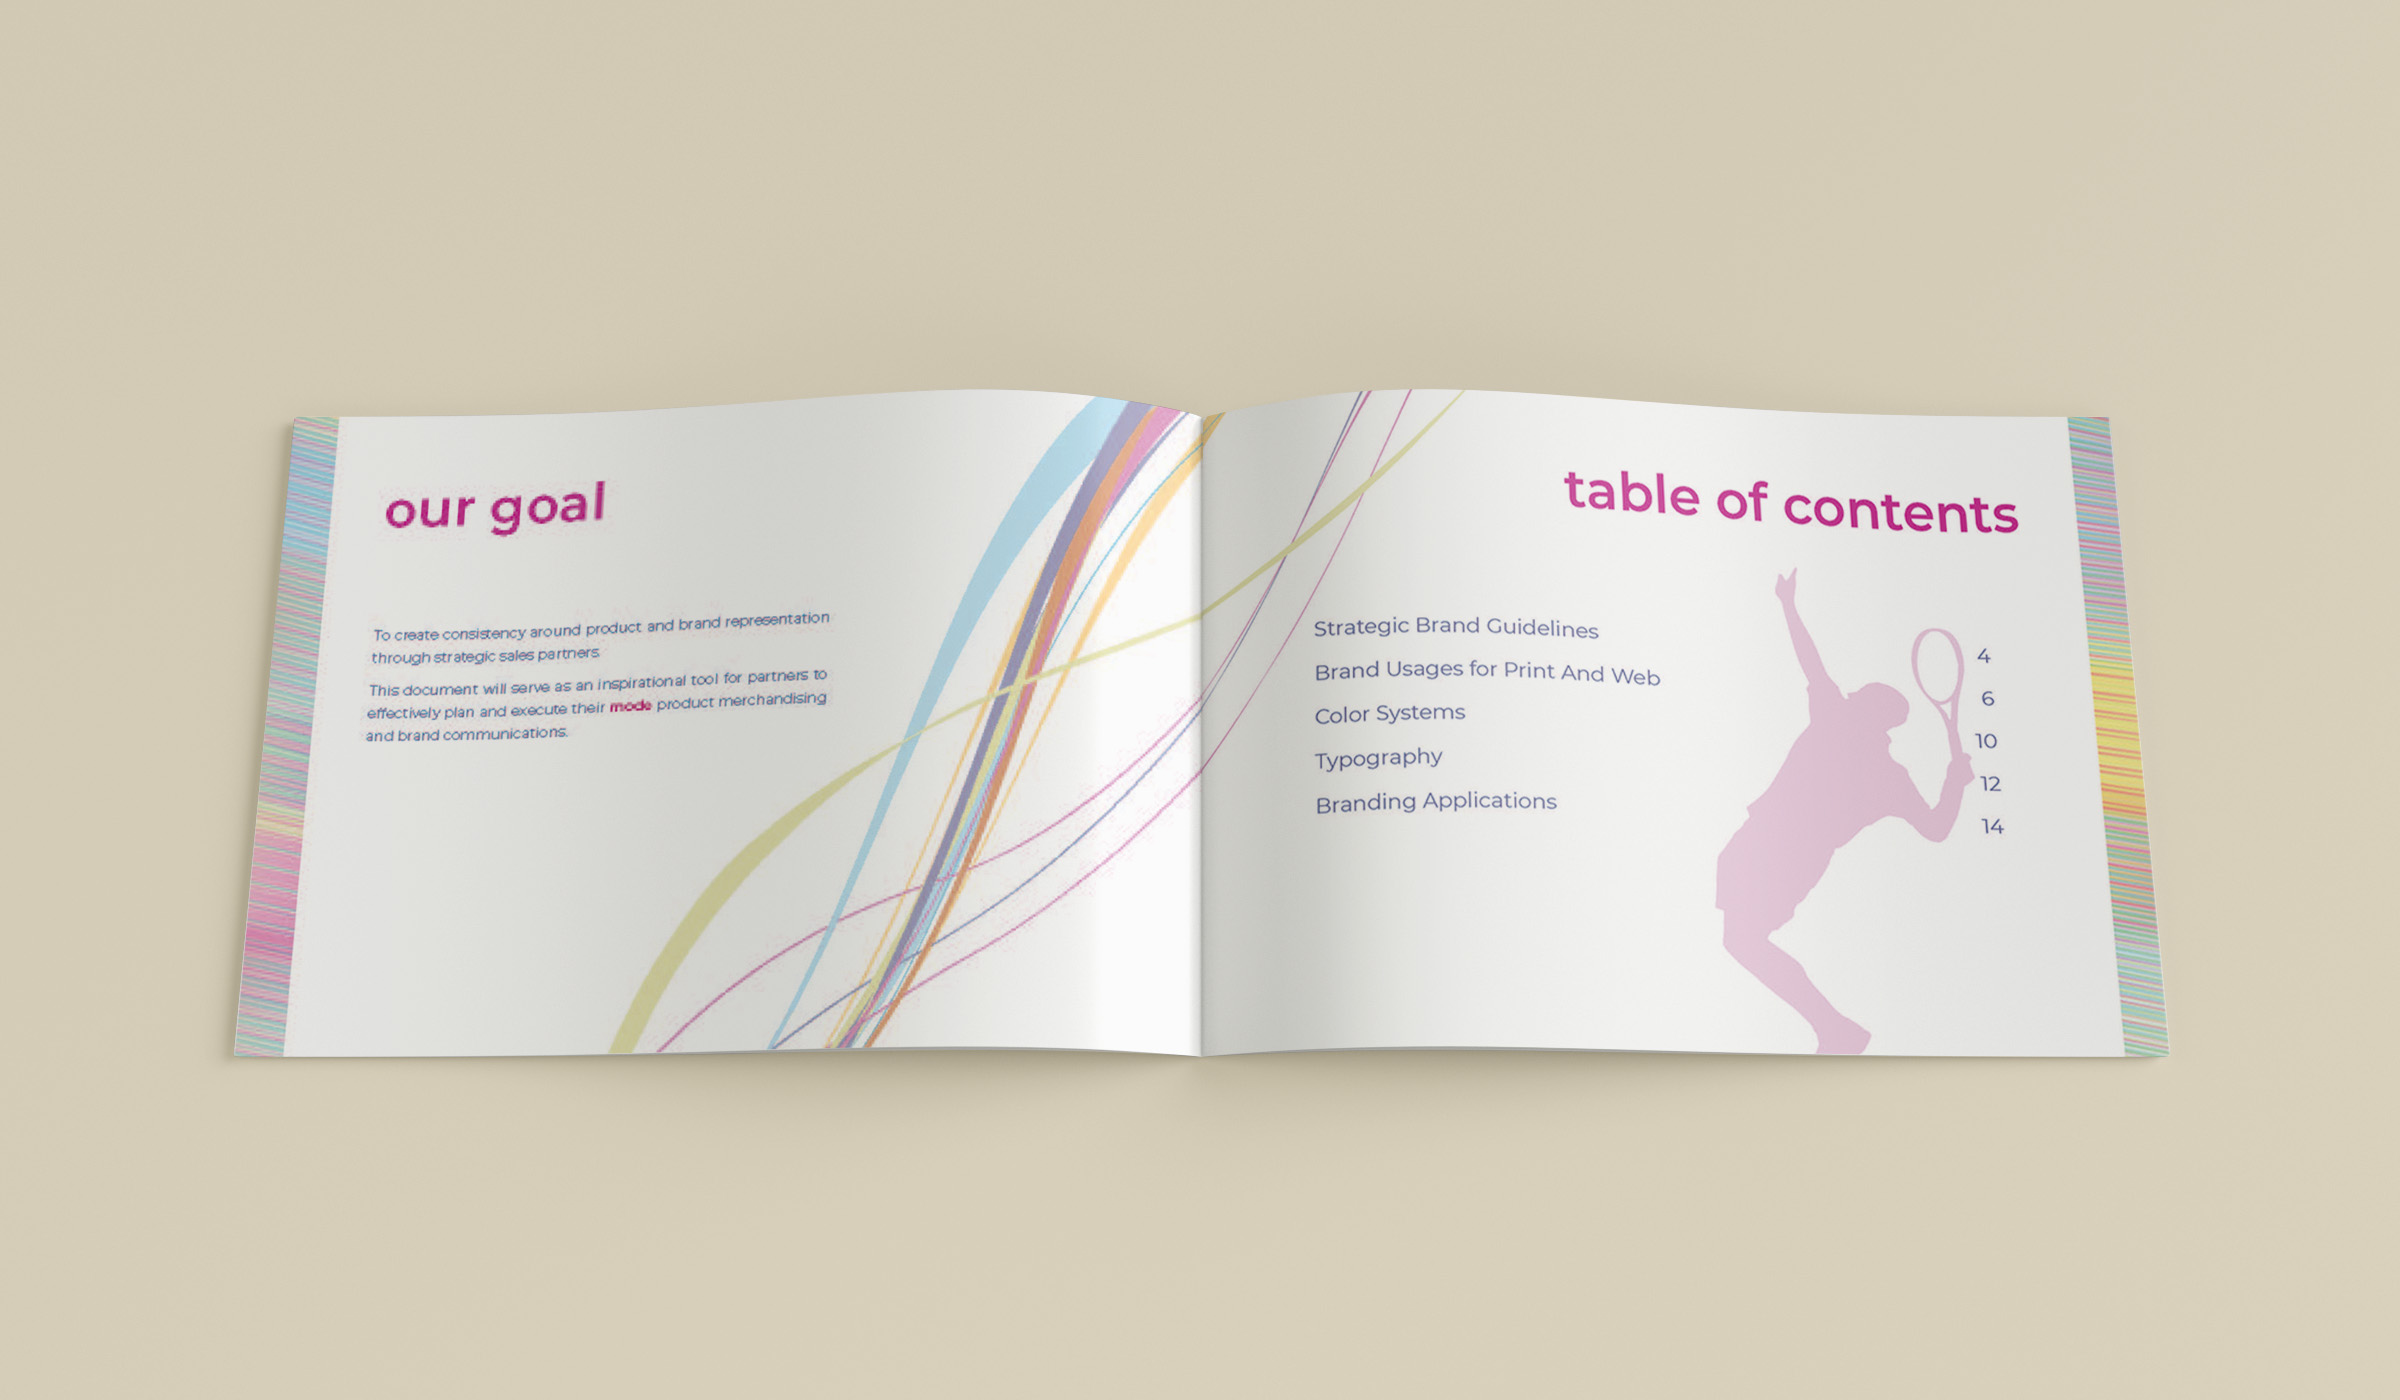 our goal
To create consistency around product and brand representation
through strategic sales partners.
This document will serve as an inspirational tool for partners to
effectively plan and execute their mode product merchandising
and brand communications.
table of contents
Strategic Brand Guidelines 4
Brand Usages for Print And Web 6
Color Systems 10
Typography 12
Branding Applications 14